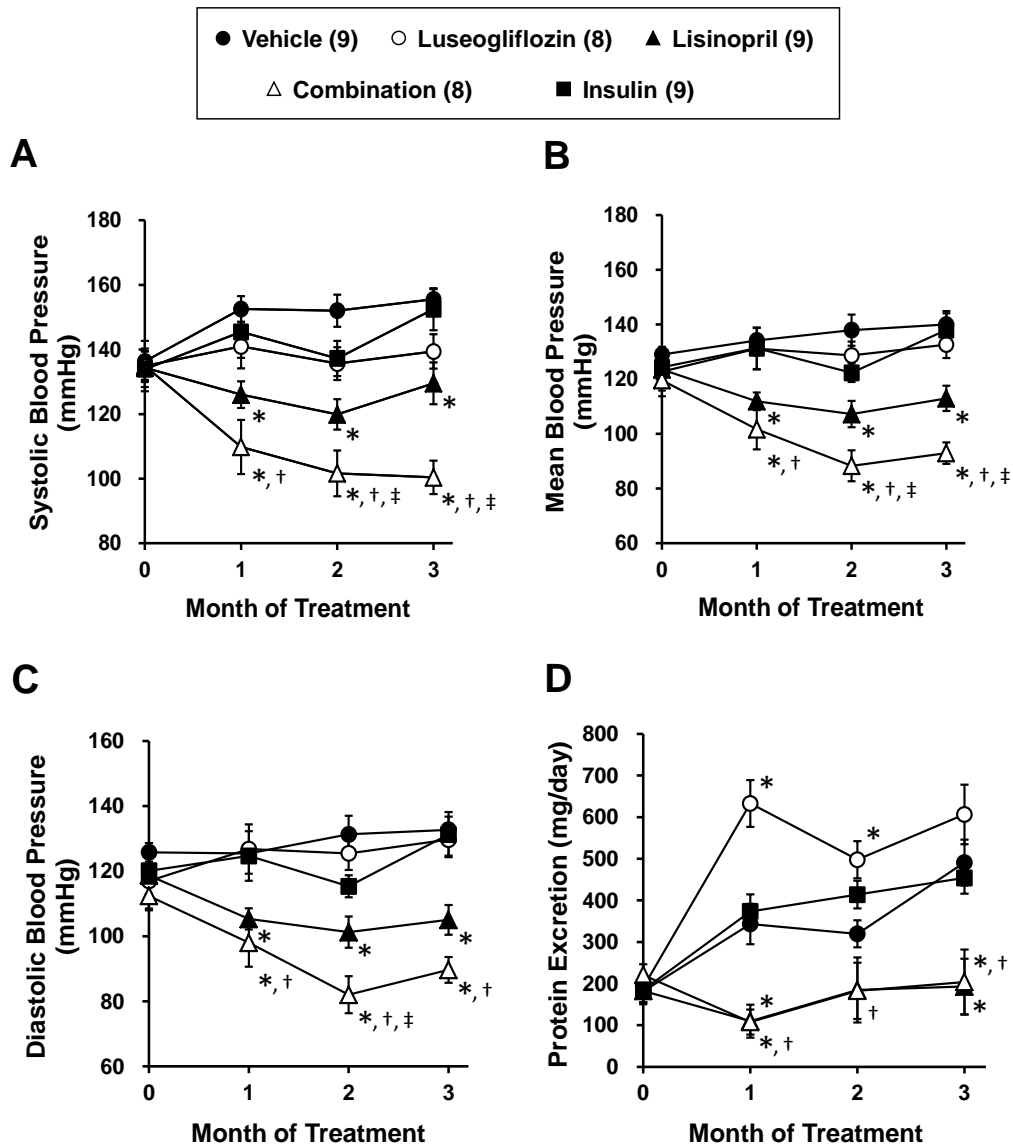 Vehicle (9) Luseogliflozin (8) Lisinopril (9)
Combination (8) Insulin (9)
A
Systolic Blood Pressure
(mmHg)
180
160
140
120
100
80
*
*
*
*, †
*, †, ‡
*, †, ‡
0 1 2 3
Month of Treatment
B
Mean Blood Pressure
(mmHg)
180
160
140
120
100
80
60
*
*
*
*, †
*, †, ‡
*, †, ‡
0 1 2 3
Month of Treatment
C
Diastolic Blood Pressure
(mmHg)
160
140
120
100
80
60
*
*
*
*, †
*, †, ‡
*, †
0 1 2 3
Month of Treatment
D
Protein Excretion (mg/day)
800
700
600
500
400
300
200
100
0
*
*
*
*, †
†
*, †
*
0 1 2 3
Month of Treatment